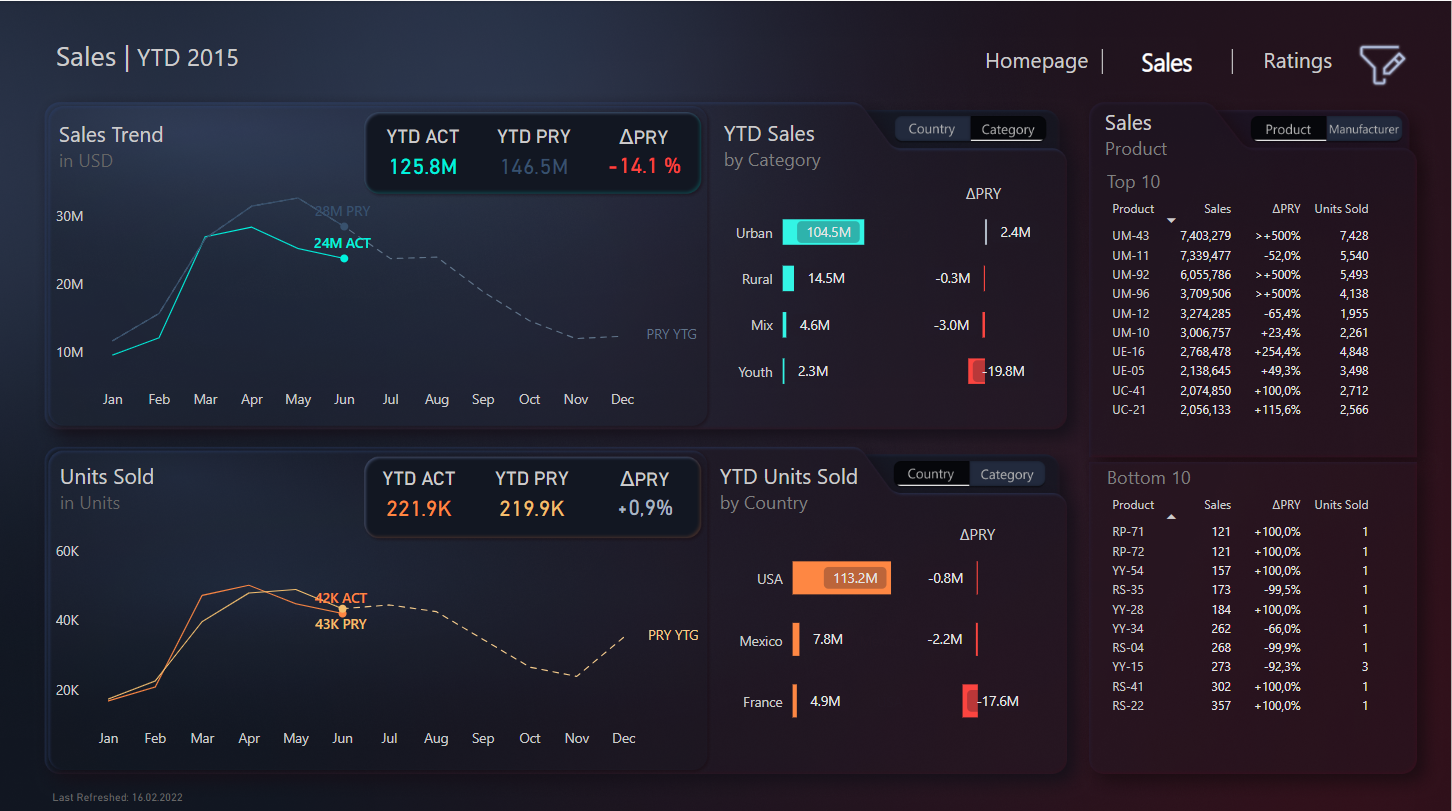 Sales | YTD 2015
Homepage | Sales | Ratings
Sales Trend
in USD
YTD ACT YTD PRY ΔPRY
125.8M 146.5M -14.1 %
28M PRY
24M ACT
30M
20M
10M
PRY YTG
Jan Feb Mar Apr May Jun Jul Aug Sep Oct Nov Dec
YTD Sales
by Category
Country Category
ΔPRY
Urban 104.5M 2.4M
Rural 14.5M -0.3M
Mix 4.6M -3.0M
Youth 2.3M -19.8M
Sales
Product
Product Manufacturer
Top 10
Product Sales ΔPRY Units Sold
UM-43 7,403,279 >+500% 7,428
UM-11 7,339,477 -52,0% 5,540
UM-92 6,055,786 >+500% 5,493
UM-96 3,709,506 >+500% 4,138
UM-12 3,274,285 -65,4% 1,955
UM-10 3,006,757 +23,4% 2,261
UE-16 2,768,478 +254,4% 4,848
UE-05 2,138,645 +49,3% 3,498
UC-41 2,074,850 +100,0% 2,712
UC-21 2,056,133 +115,6% 2,566
Units Sold
in Units
YTD ACT YTD PRY ΔPRY
221.9K 219.9K +0,9%
60K
40K
20K
42K ACT
43K PRY
PRY YTG
Jan Feb Mar Apr May Jun Jul Aug Sep Oct Nov Dec
YTD Units Sold
by Country
Country Category
ΔPRY
USA 113.2M -0.8M
Mexico 7.8M -2.2M
France 4.9M -17.6M
Bottom 10
Product Sales ΔPRY Units Sold
RP-71 121 +100,0% 1
RP-72 121 +100,0% 1
YY-54 157 +100,0% 1
RS-35 173 -99,5% 1
YY-28 184 +100,0% 1
YY-34 262 -66,0% 1
RS-04 268 -99,9% 1
YY-15 273 -92,3% 3
RS-41 302 +100,0% 1
RS-22 357 +100,0% 1
Last Refreshed: 16.02.2022